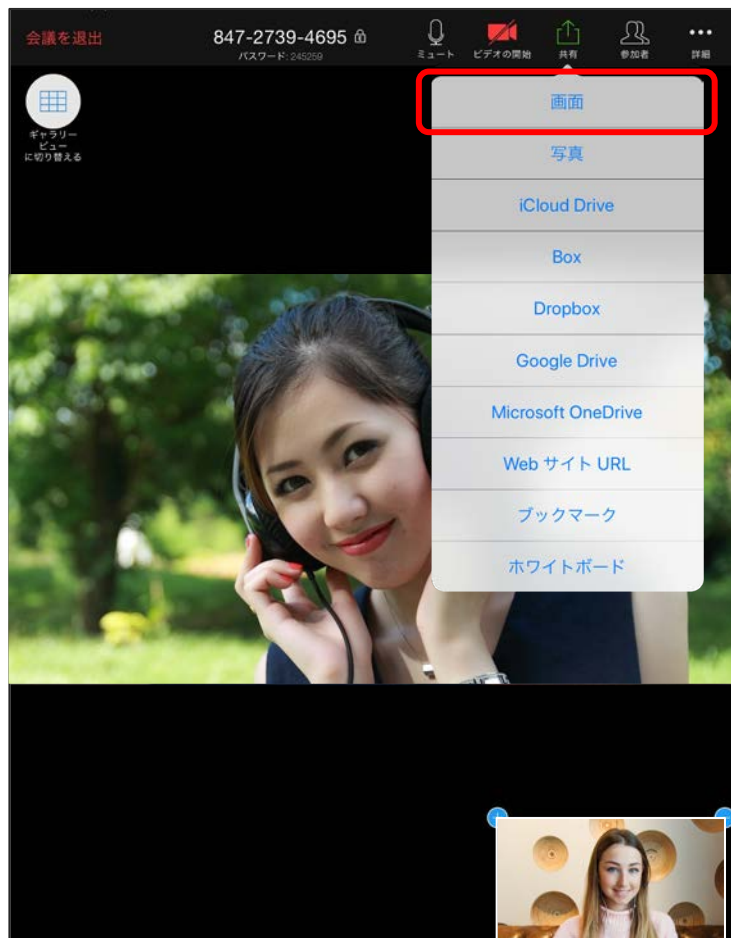 会議を退出
847-2739-4695
パスワード: 245259
ミュート
ビデオの開始
共有
参加者
詳細
ギャラリー
ビュー
に切り替える
画面
写真
iCloud Drive
Box
Dropbox
Google Drive
Microsoft OneDrive
Web サイト URL
ブックマーク
ホワイトボード